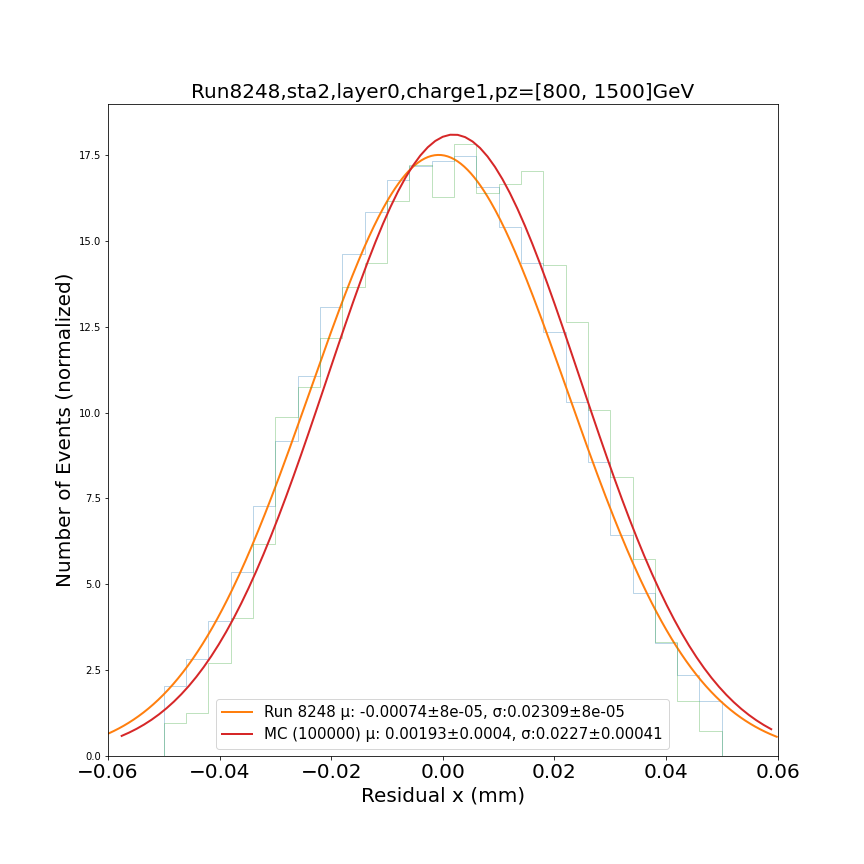 Run8248,sta2,layer0,charge1,pz=[800, 1500]GeV
Number of Events (normalized)
17.5
15.0
12.5
10.0
7.5
5.0
2.5
0.0
Run 8248 μ: -0.00074±8e-05, σ:0.02309±8e-05
MC (100000) μ: 0.00193±0.0004, σ:0.0227±0.00041
−0.06 −0.04 −0.02 0.00 0.02 0.04 0.06
Residual x (mm)